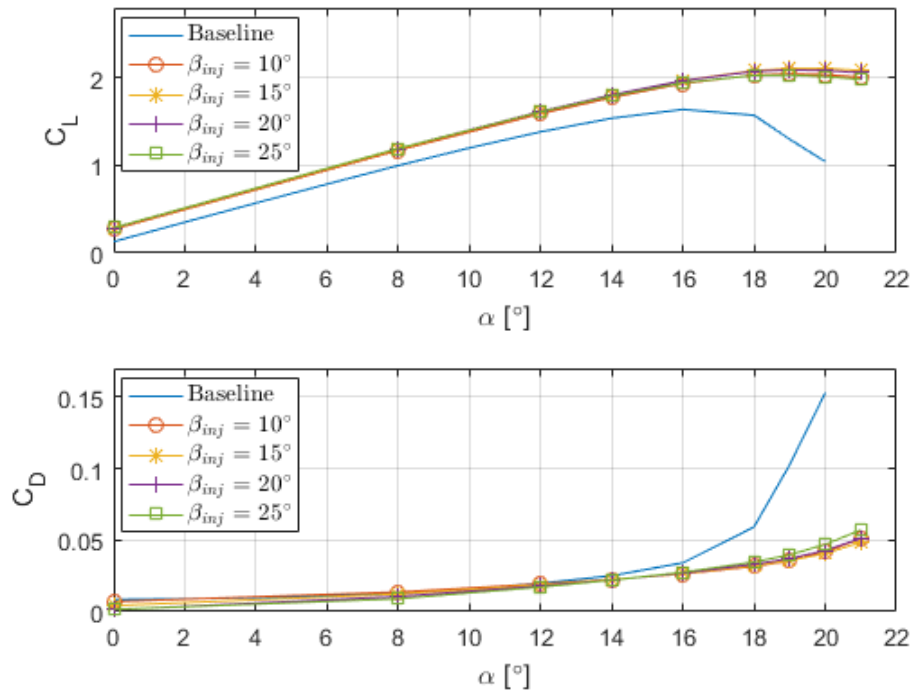 Baseline
β_inj = 10°
β_inj = 15°
β_inj = 20°
β_inj = 25°
C_L
2
1
0
0 2 4 6 8 10 12 14 16 18 20 22
α [°]
Baseline
β_inj = 10°
β_inj = 15°
β_inj = 20°
β_inj = 25°
C_D
0.15
0.1
0.05
0
0 2 4 6 8 10 12 14 16 18 20 22
α [°]